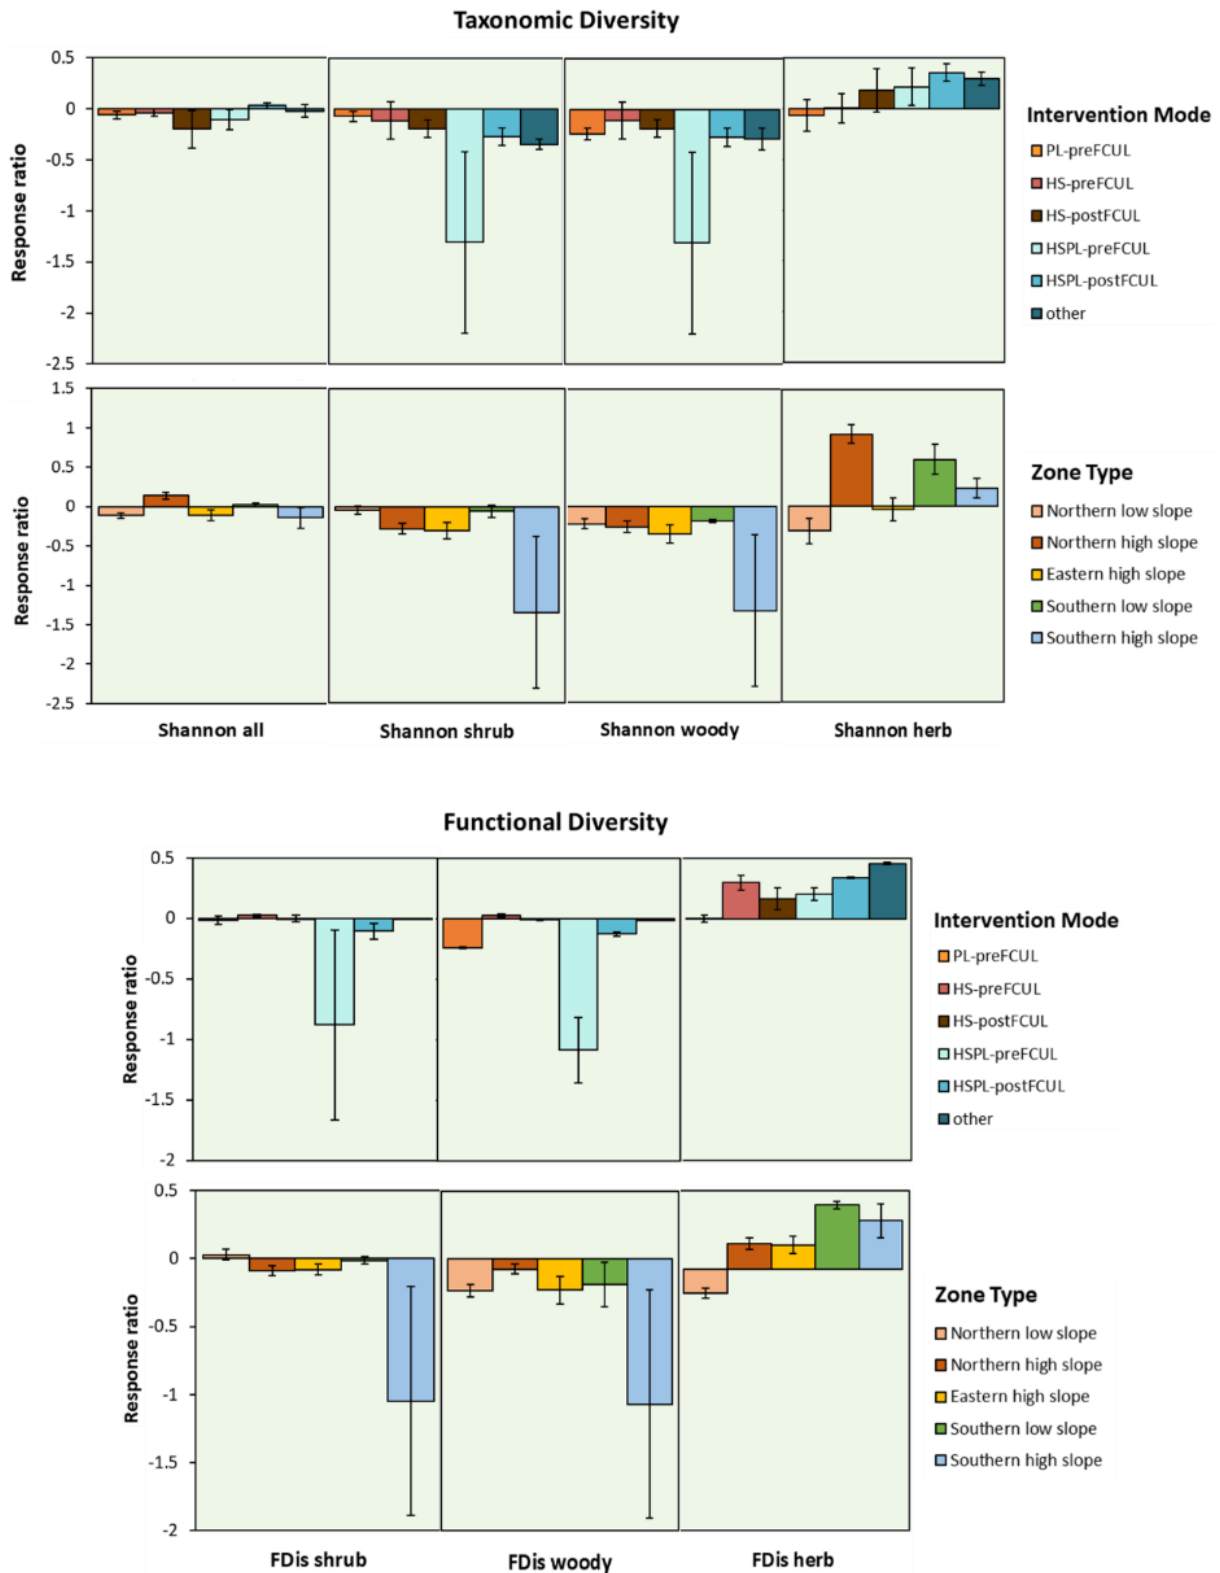 Taxonomic Diversity
0.5
0
-0.5
-1
-1.5
-2
-2.5
Response ratio
Intervention Mode
PL-preFCUL
HS-preFCUL
HS-postFCUL
HSPL-preFCUL
HSPL-postFCUL
other
1.5
1
0.5
0
-0.5
-1
-1.5
-2
-2.5
Response ratio
Zone Type
Northern low slope
Northern high slope
Eastern high slope
Southern low slope
Southern high slope
Shannon all
Shannon shrub
Shannon woody
Shannon herb
Functional Diversity
0.5
0
-0.5
-1
-1.5
-2
Response ratio
Intervention Mode
PL-preFCUL
HS-preFCUL
HS-postFCUL
HSPL-preFCUL
HSPL-postFCUL
other
0.5
0
-0.5
-1
-1.5
-2
Response ratio
Zone Type
Northern low slope
Northern high slope
Eastern high slope
Southern low slope
Southern high slope
FDis shrub
FDis woody
FDis herb